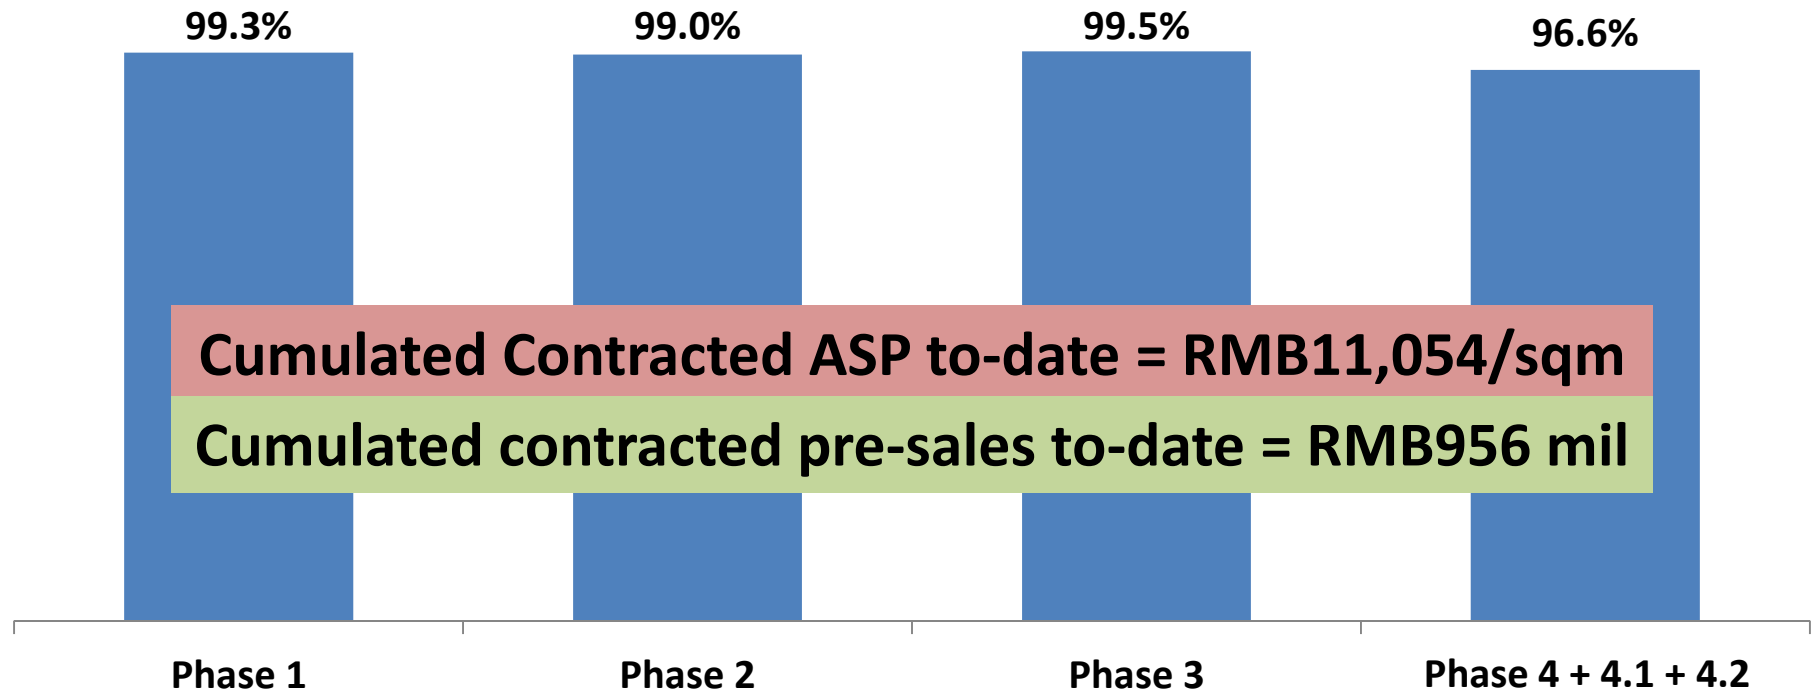 99.3%
99.0%
99.5%
96.6%
Cumulated Contracted ASP to-date = RMB11,054/sqm
Cumulated contracted pre-sales to-date = RMB956 mil
Phase 1
Phase 2
Phase 3
Phase 4 + 4.1 + 4.2